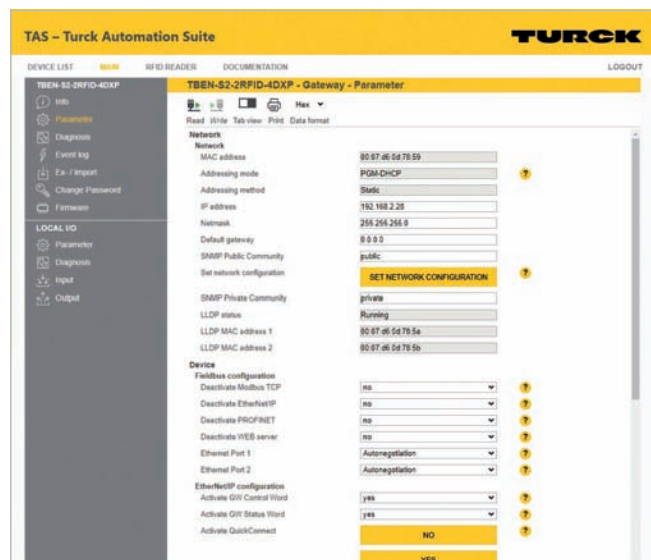 TAS – Turck Automation Suite
TURCK
DEVICE LIST MAIN RFID READER DOCUMENTATION LOGOUT
TBEN-S2-2RFID-4DXP
Info
Parameter
Diagnosis
Event log
Ex- / Import
Change Password
Firmware
LOCAL I/O
Parameter
Diagnosis
Input
Output
TBEN-S2-2RFID-4DXP - Gateway - Parameter
Hex
Read Write Tab view Print Data format
Network
Network
MAC address 00:07:d6:0d:78:59
Addressing mode PGM-DHCP ?
Addressing method Static
IP address 192.168.2.28
Netmask 255.255.255.0
Default gateway 0.0.0.0
SNMP Public Community public
Set network configuration SET NETWORK CONFIGURATION ?
SNMP Private Community private
LLDP status Running
LLDP MAC address 1 00:07:d6:0d:78:5a
LLDP MAC address 2 00:07:d6:0d:78:5b
Device
Fieldbus configuration
Deactivate Modbus TCP no ?
Deactivate EtherNet/IP no ?
Deactivate PROFINET no ?
Deactivate WEB server no ?
Ethernet Port 1 Autonegotiation ?
Ethernet Port 2 Autonegotiation ?
EtherNet/IP configuration
Activate GW Control Word yes ?
Activate GW Status Word yes ?
Activate QuickConnect NO ?
YES